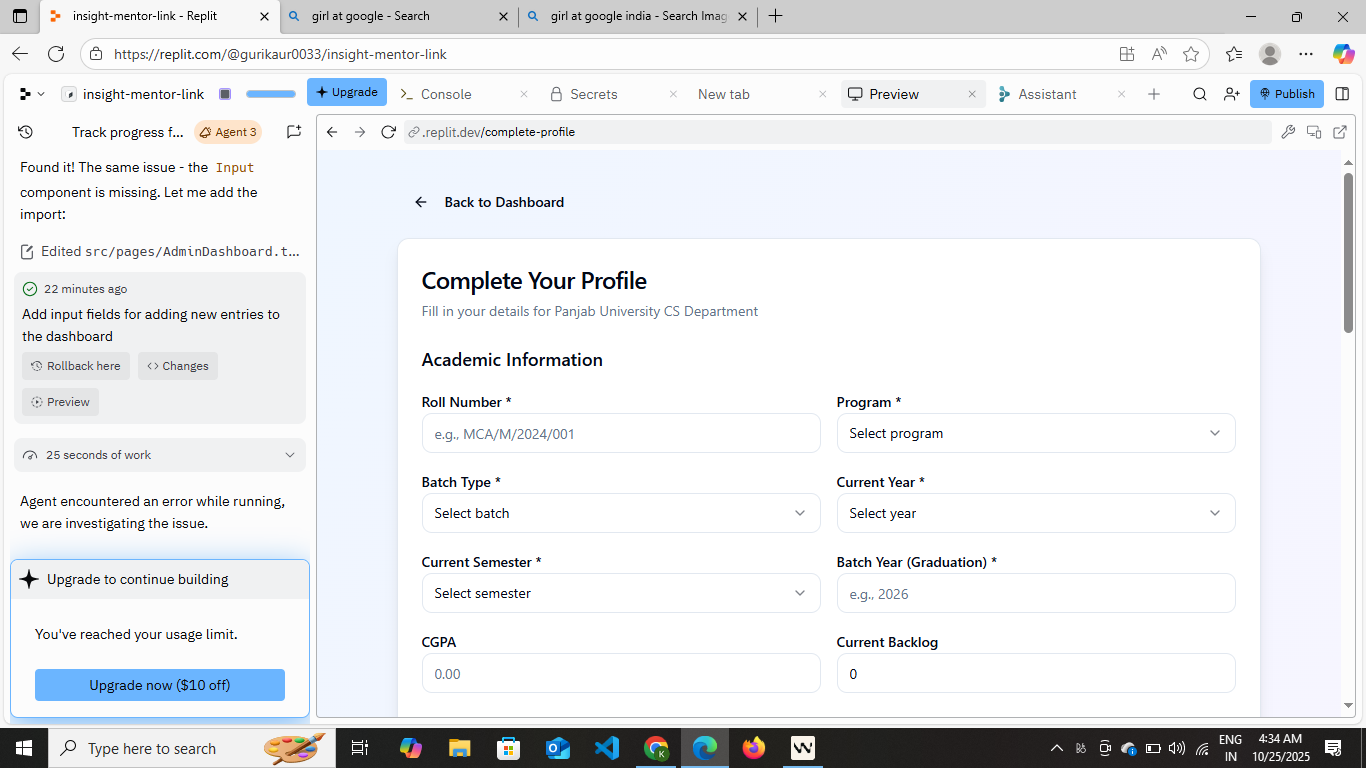 insight-mentor-link - Replit
girl at google - Search
girl at google india - Search Imag
https://replit.com/@gurikaur0033/insight-mentor-link
insight-mentor-link
Upgrade
Console
Secrets
New tab
Preview
Assistant
Publish
Track progress f...
Agent 3
.replit.dev/complete-profile
Found it! The same issue - the Input
component is missing. Let me add the
import:
Edited src/pages/AdminDashboard.t...
22 minutes ago
Add input fields for adding new entries to
the dashboard
Rollback here
Changes
Preview
25 seconds of work
Agent encountered an error while running,
we are investigating the issue.
Upgrade to continue building
You've reached your usage limit.
Upgrade now ($10 off)
Back to Dashboard
Complete Your Profile
Fill in your details for Panjab University CS Department
Academic Information
Roll Number *
Program *
e.g., MCA/M/2024/001
Select program
Batch Type *
Current Year *
Select batch
Select year
Current Semester *
Batch Year (Graduation) *
Select semester
e.g., 2026
CGPA
Current Backlog
0.00
0
Type here to search
ENG
IN
4:34 AM
10/25/2025